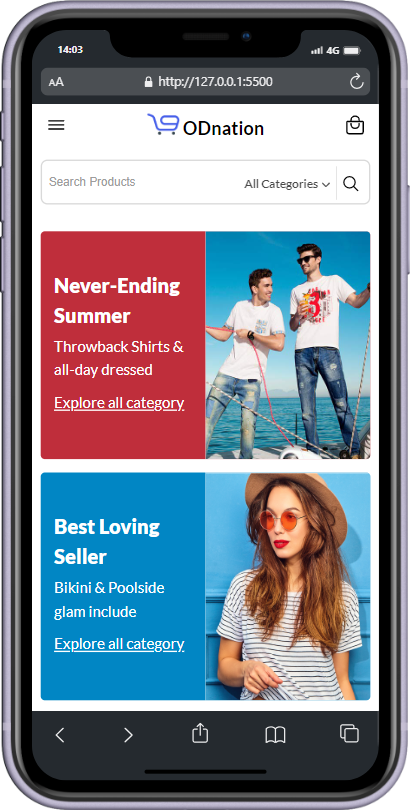 14:03
4G
AA
http://127.0.0.1:5500
ODnation
Search Products
All Categories
Never-Ending
Summer
Throwback Shirts &
all-day dressed
Explore all category
Best Loving
Seller
Bikini & Poolside
glam include
Explore all category